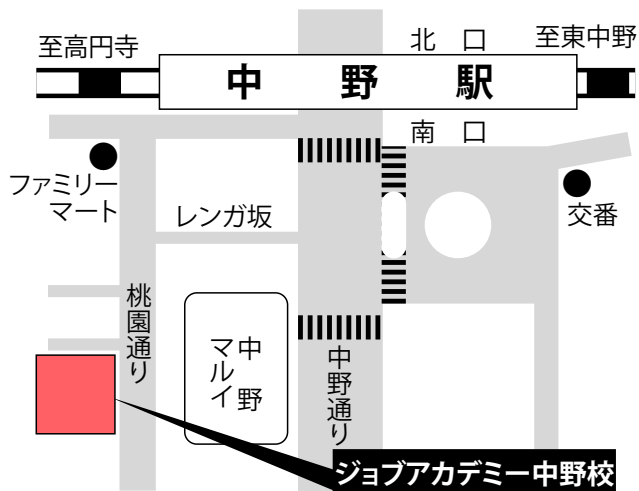 北 口
至高円寺
至東中野
中 野 駅
南 口
ファミリー
マート
レンガ坂
交番
桃園通り
中野
マルイ
中野通り
ジョブアカデミー中野校